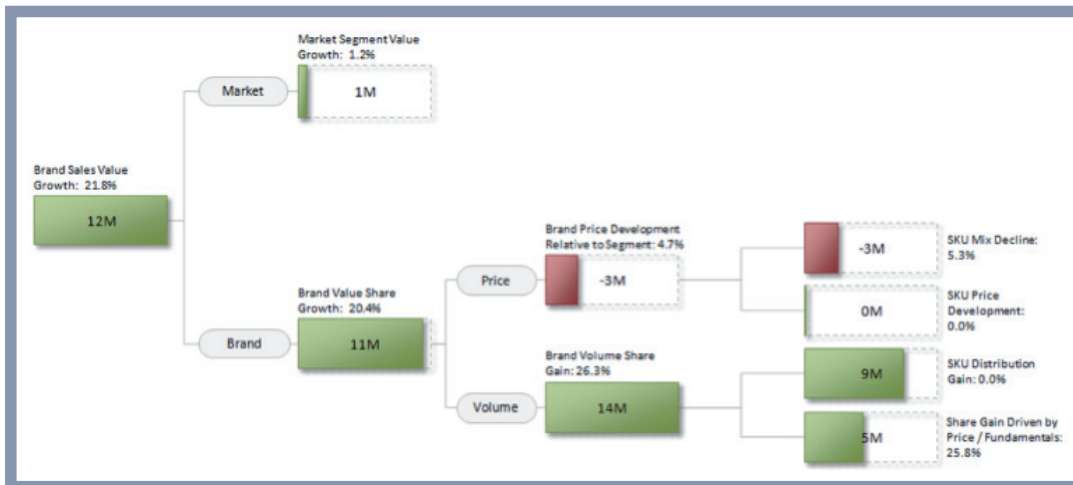 Market Segment Value
Growth: 1.2%
Market
1M
Brand Sales Value
Growth: 21.8%
12M
Brand Price Development
Relative to Segment: 4.7%
Price
-3M
-3M
SKU Mix Decline:
5.3%
0M
SKU Price
Development:
0.0%
Brand Value Share
Growth: 20.4%
Brand
11M
Brand Volume Share
Gain: 26.3%
Volume
14M
9M
SKU Distribution
Gain: 0.0%
5M
Share Gain Driven by
Price / Fundamentals:
25.8%